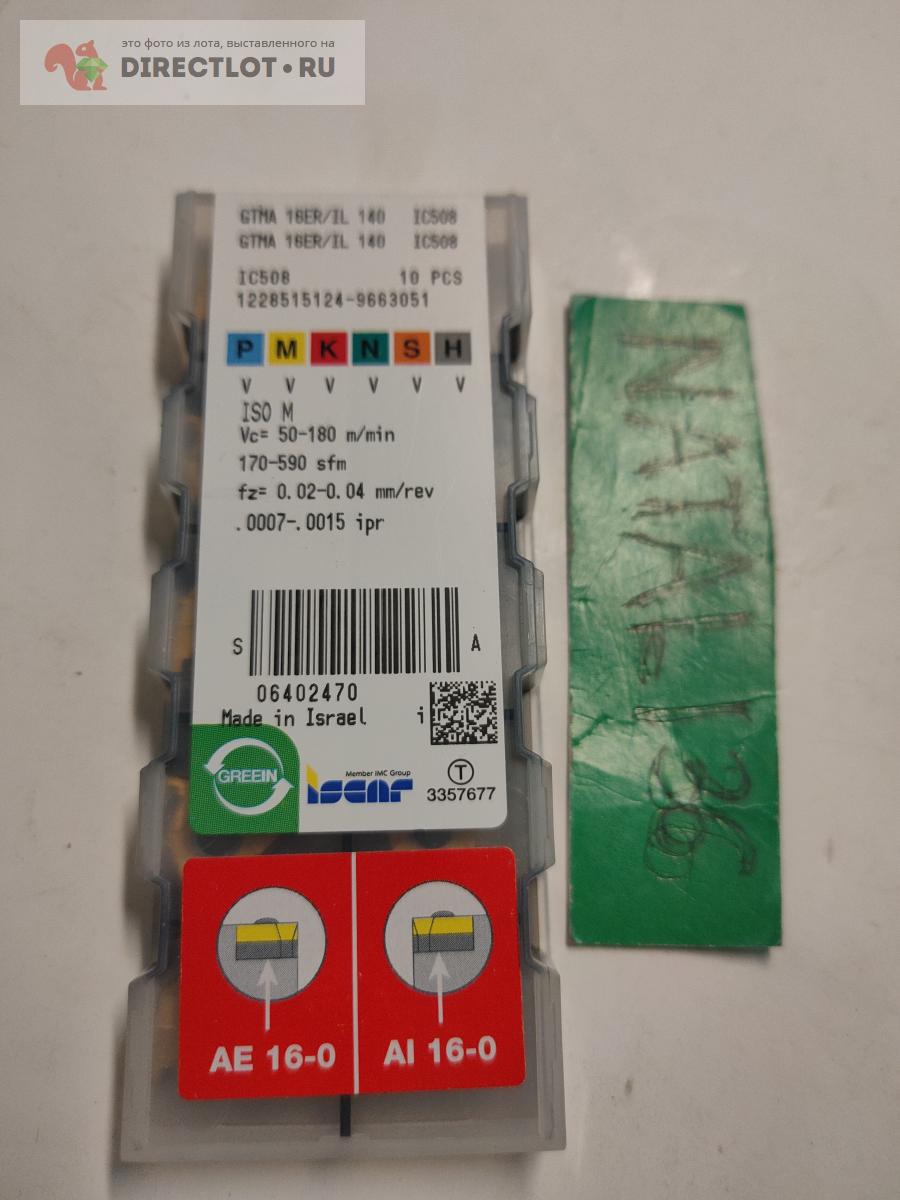 это фото из лота, выставленного на
DIRECTLOT•RU
GTMA 16ER/IL 140 IC508
GTMA 16ER/IL 140 IC508
IC508 10 PCS
1228515124-9663051
P M K N S H
V V V V V V
ISO M
Vc= 50-180 m/min
170-590 sfm
fz= 0.02-0.04 mm/rev
.0007-.0015 ipr
S A
06402470
Made in Israel i
GREEIN
Member IMC Group
iscar
T
3357677
AE 16-0
AI 16-0